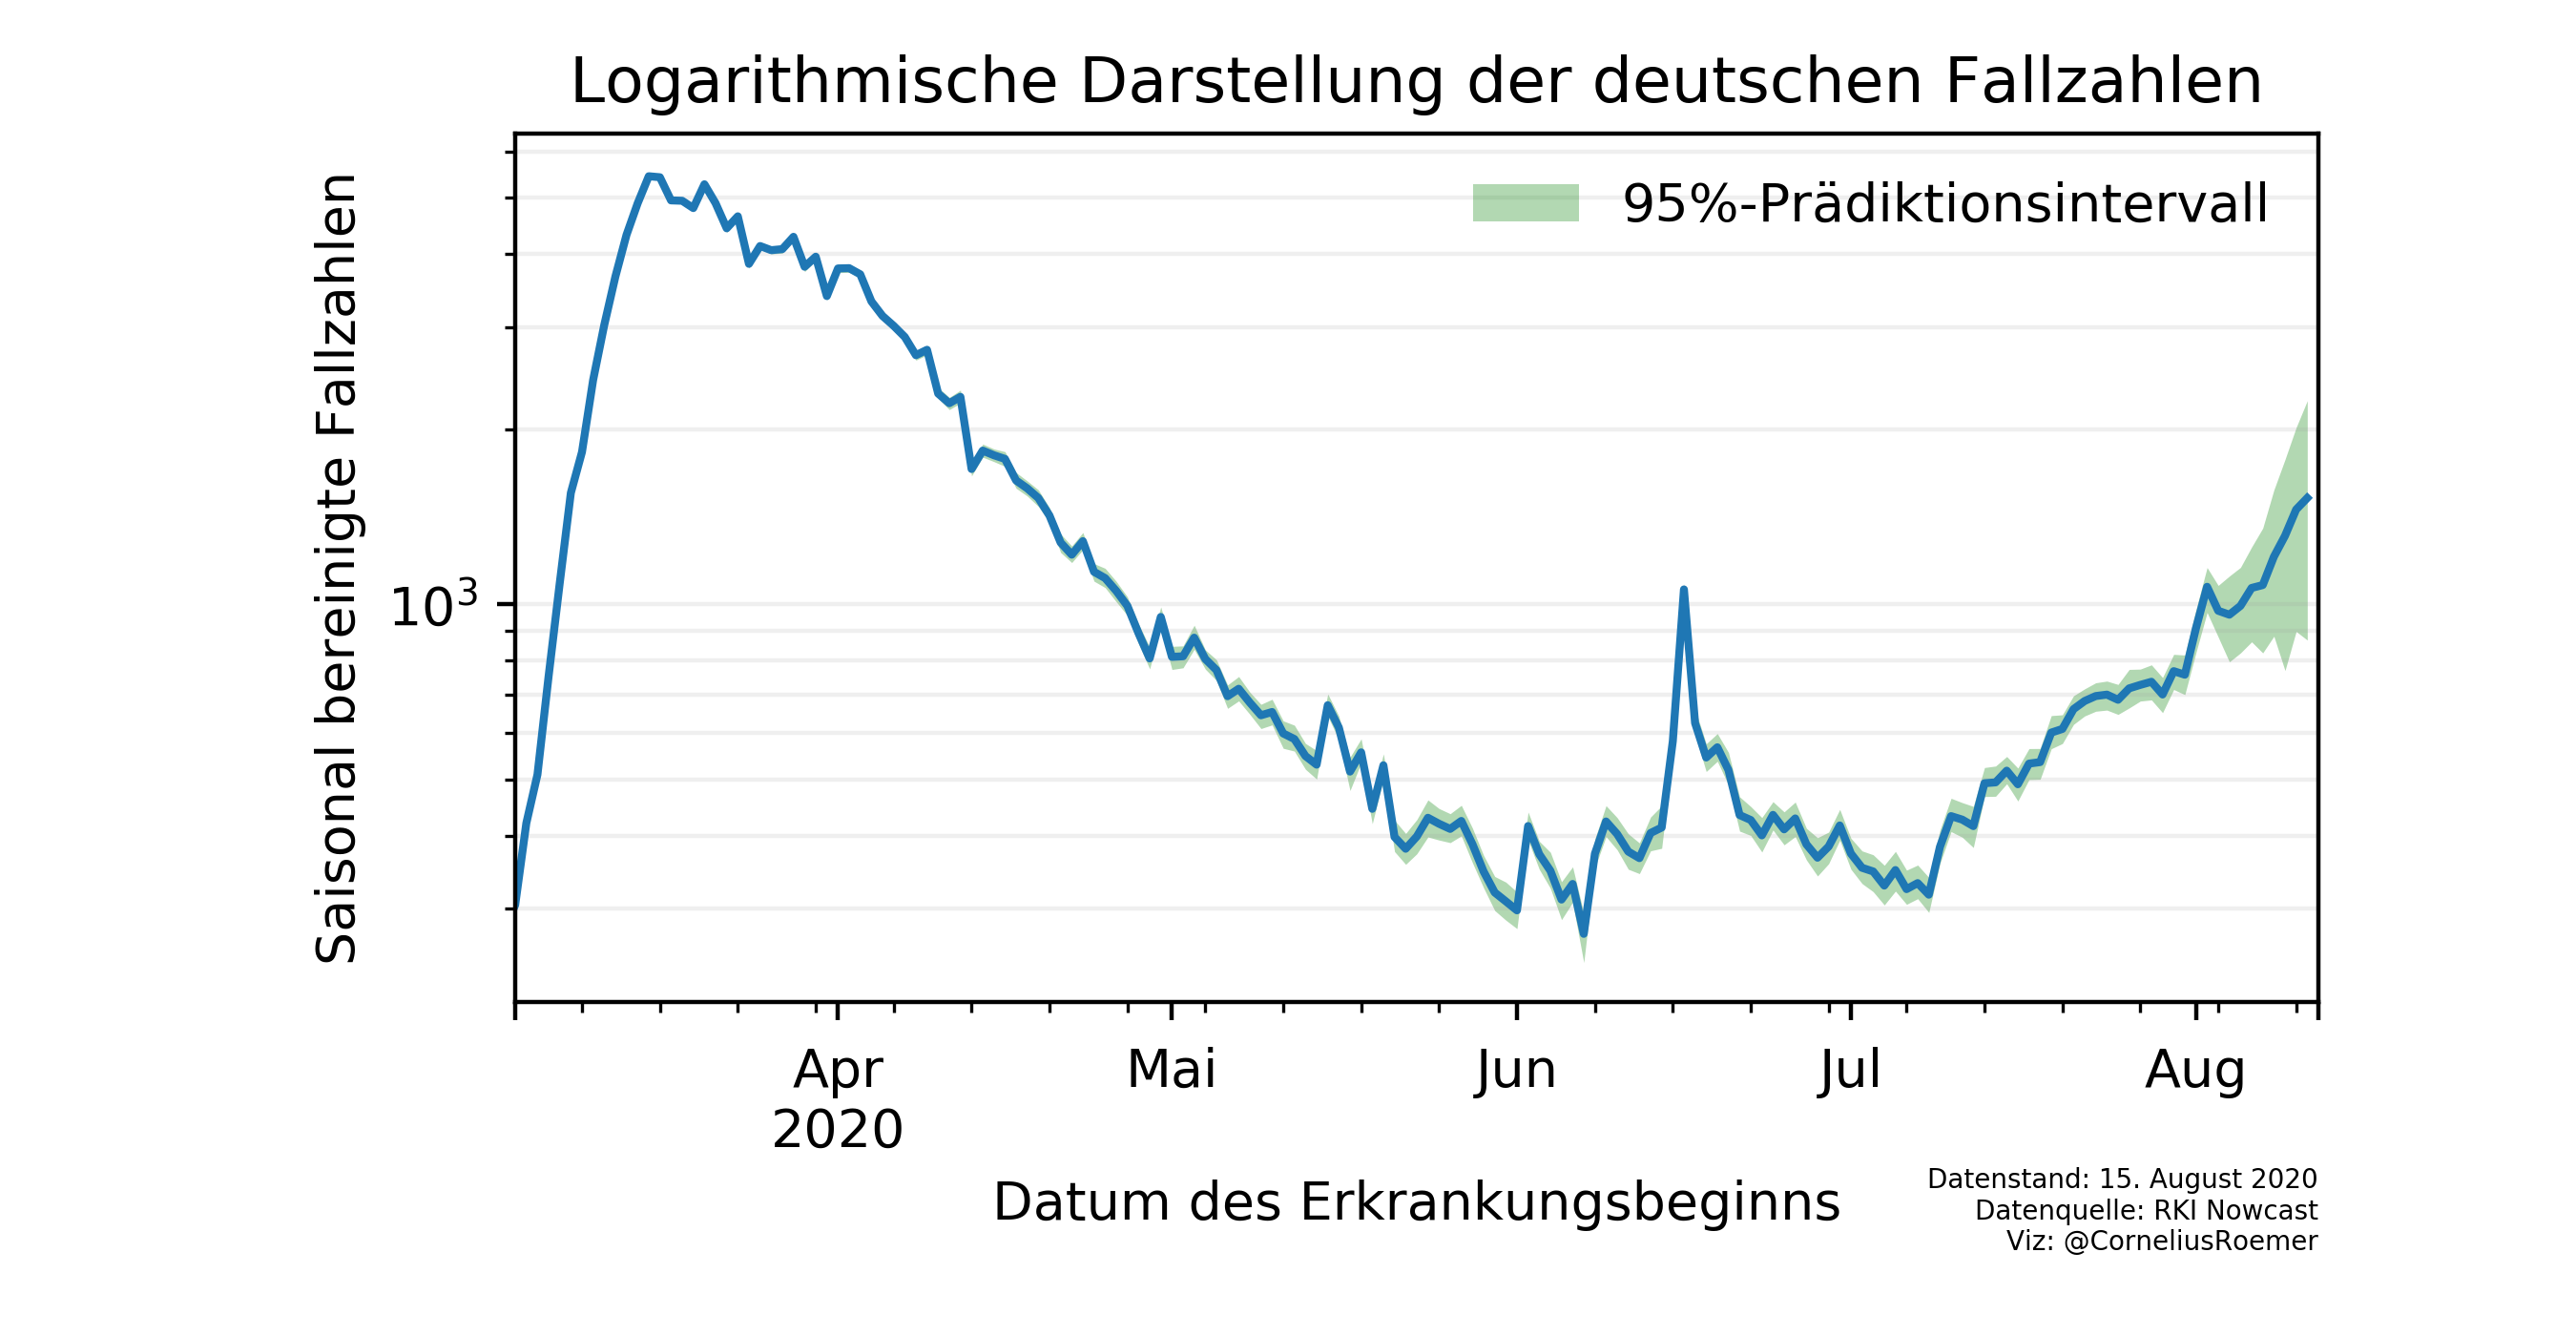 Logarithmische Darstellung der deutschen Fallzahlen
95%-Prädiktionsintervall
Saisonal bereinigte Fallzahlen
10³
Apr Mai Jun Jul Aug
2020
Datum des Erkrankungsbeginns
Datenstand: 15. August 2020
Datenquelle: RKI Nowcast
Viz: @CorneliusRoemer